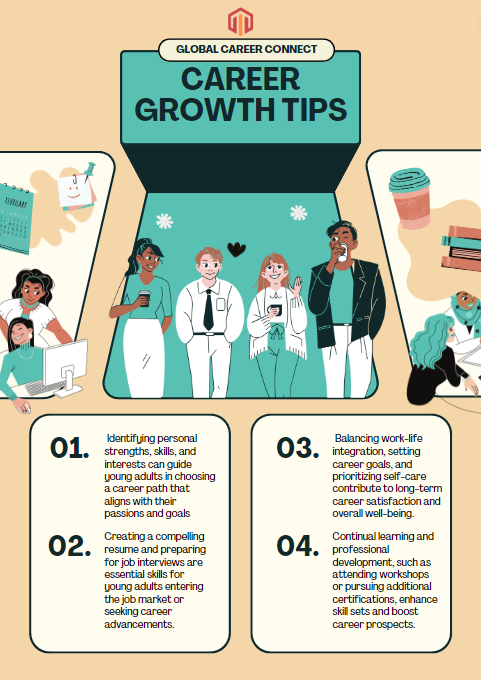 GLOBAL CAREER CONNECT
CAREER
GROWTH TIPS
FEBRUARY
01.
Identifying personal
strengths, skills, and
interests can guide
young adults in choosing
a career path that
aligns with their
passions and goals
02.
Creating a compelling
resume and preparing
for job interviews are
essential skills for
young adults entering
the job market or
seeking career
advancements.
03.
Balancing work-life
integration, setting
career goals, and
prioritizing self-care
contribute to long-term
career satisfaction and
overall well-being.
04.
Continual learning and
professional
development, such as
attending workshops
or pursuing additional
certifications, enhance
skill sets and boost
career prospects.